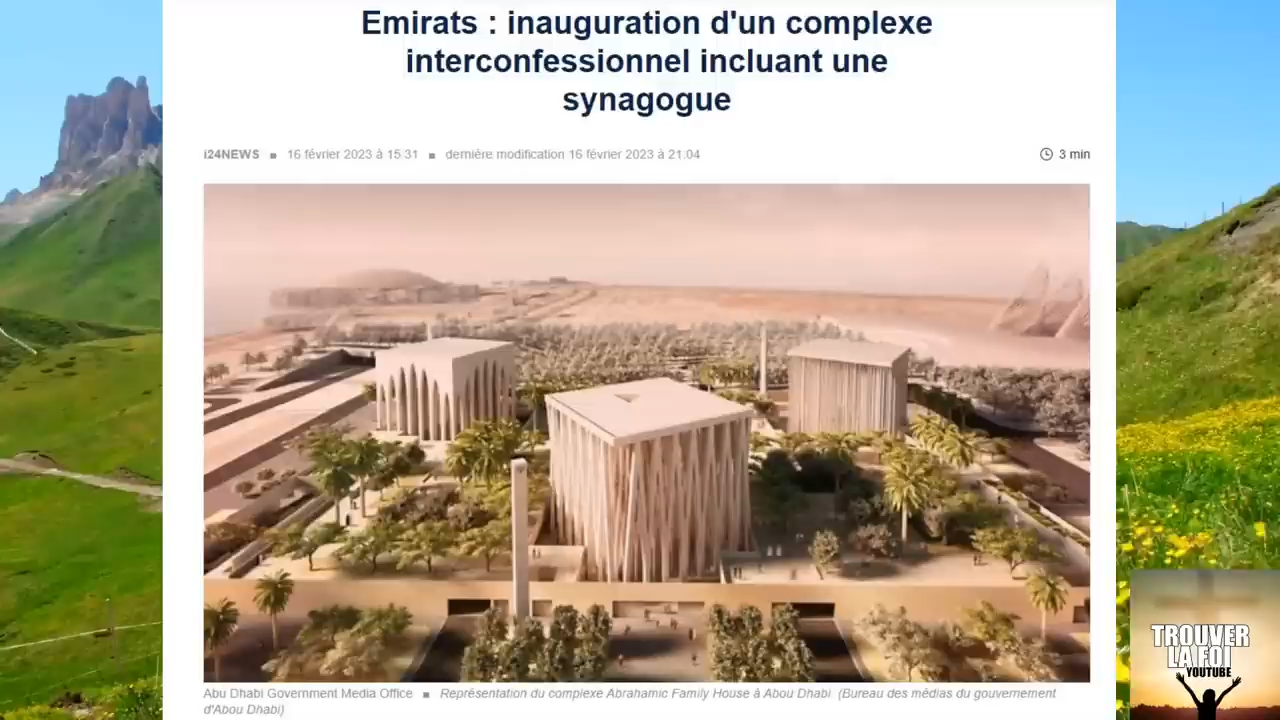 Emirats : inauguration d'un complexe
interconfessionnel incluant une
synagogue
i24NEWS ■ 16 février 2023 à 15:31 ■ dernière modification 16 février 2023 à 21:04
3 min
Abu Dhabi Government Media Office ■ Représentation du complexe Abrahamic Family House à Abou Dhabi (Bureau des médias du gouvernement
d'Abou Dhabi)
TROUVER
LA FOI
YOUTUBE